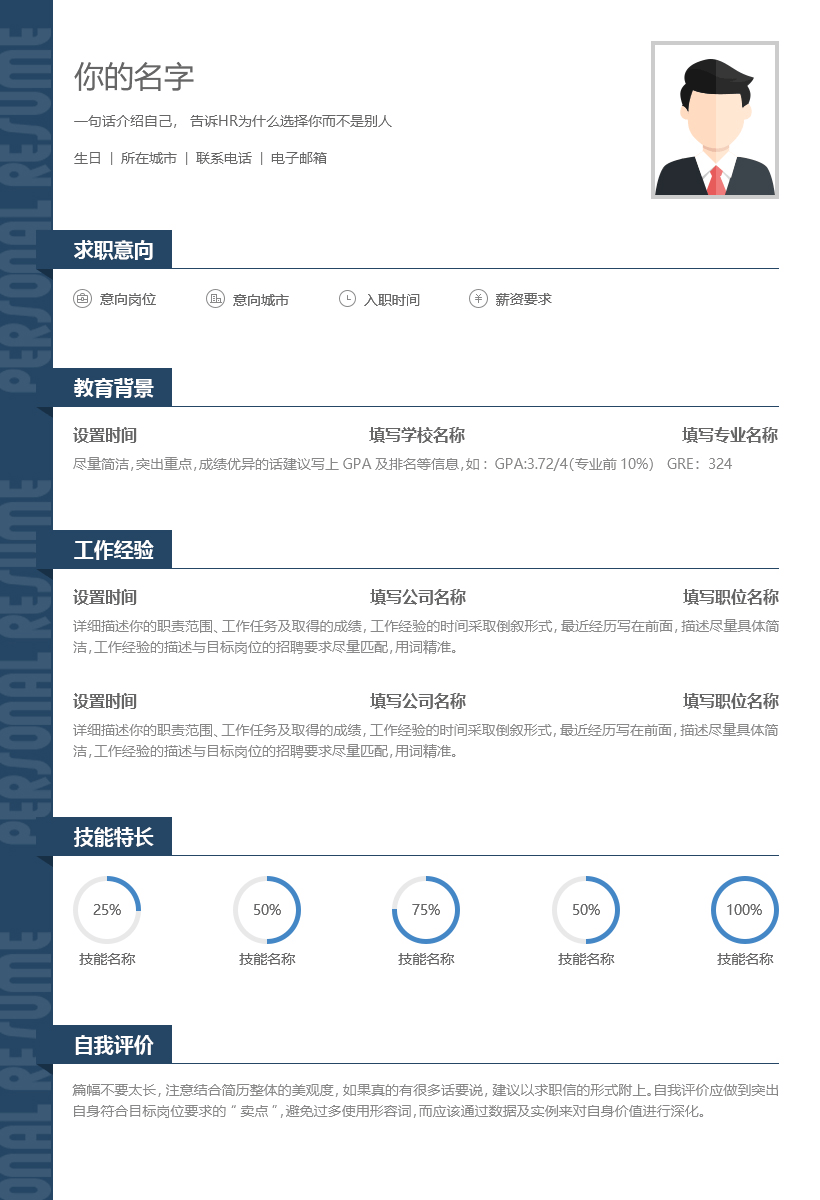 你的名字
一句话介绍自己， 告诉HR为什么选择你而不是别人
生日 | 所在城市 | 联系电话 | 电子邮箱
求职意向
意向岗位 意向城市 入职时间 薪资要求
教育背景
设置时间 填写学校名称 填写专业名称
尽量简洁，突出重点，成绩优异的话建议写上 GPA 及排名等信息，如：GPA:3.72/4（专业前 10%） GRE：324
工作经验
设置时间 填写公司名称 填写职位名称
详细描述你的职责范围、工作任务及取得的成绩，工作经验的时间采取倒叙形式，最近经历写在前面，描述尽量具体简
洁，工作经验的描述与目标岗位的招聘要求尽量匹配，用词精准。
设置时间 填写公司名称 填写职位名称
详细描述你的职责范围、工作任务及取得的成绩，工作经验的时间采取倒叙形式，最近经历写在前面，描述尽量具体简
洁，工作经验的描述与目标岗位的招聘要求尽量匹配，用词精准。
技能特长
25% 50% 75% 50% 100%
技能名称 技能名称 技能名称 技能名称 技能名称
自我评价
篇幅不要太长，注意结合简历整体的美观度，如果真的有很多话要说，建议以求职信的形式附上。自我评价应做到突出
自身符合目标岗位要求的“卖点”，避免过多使用形容词，而应该通过数据及实例来对自身价值进行深化。
PERSONAL RESUME
PERSONAL RESUME
SONAL RESUME